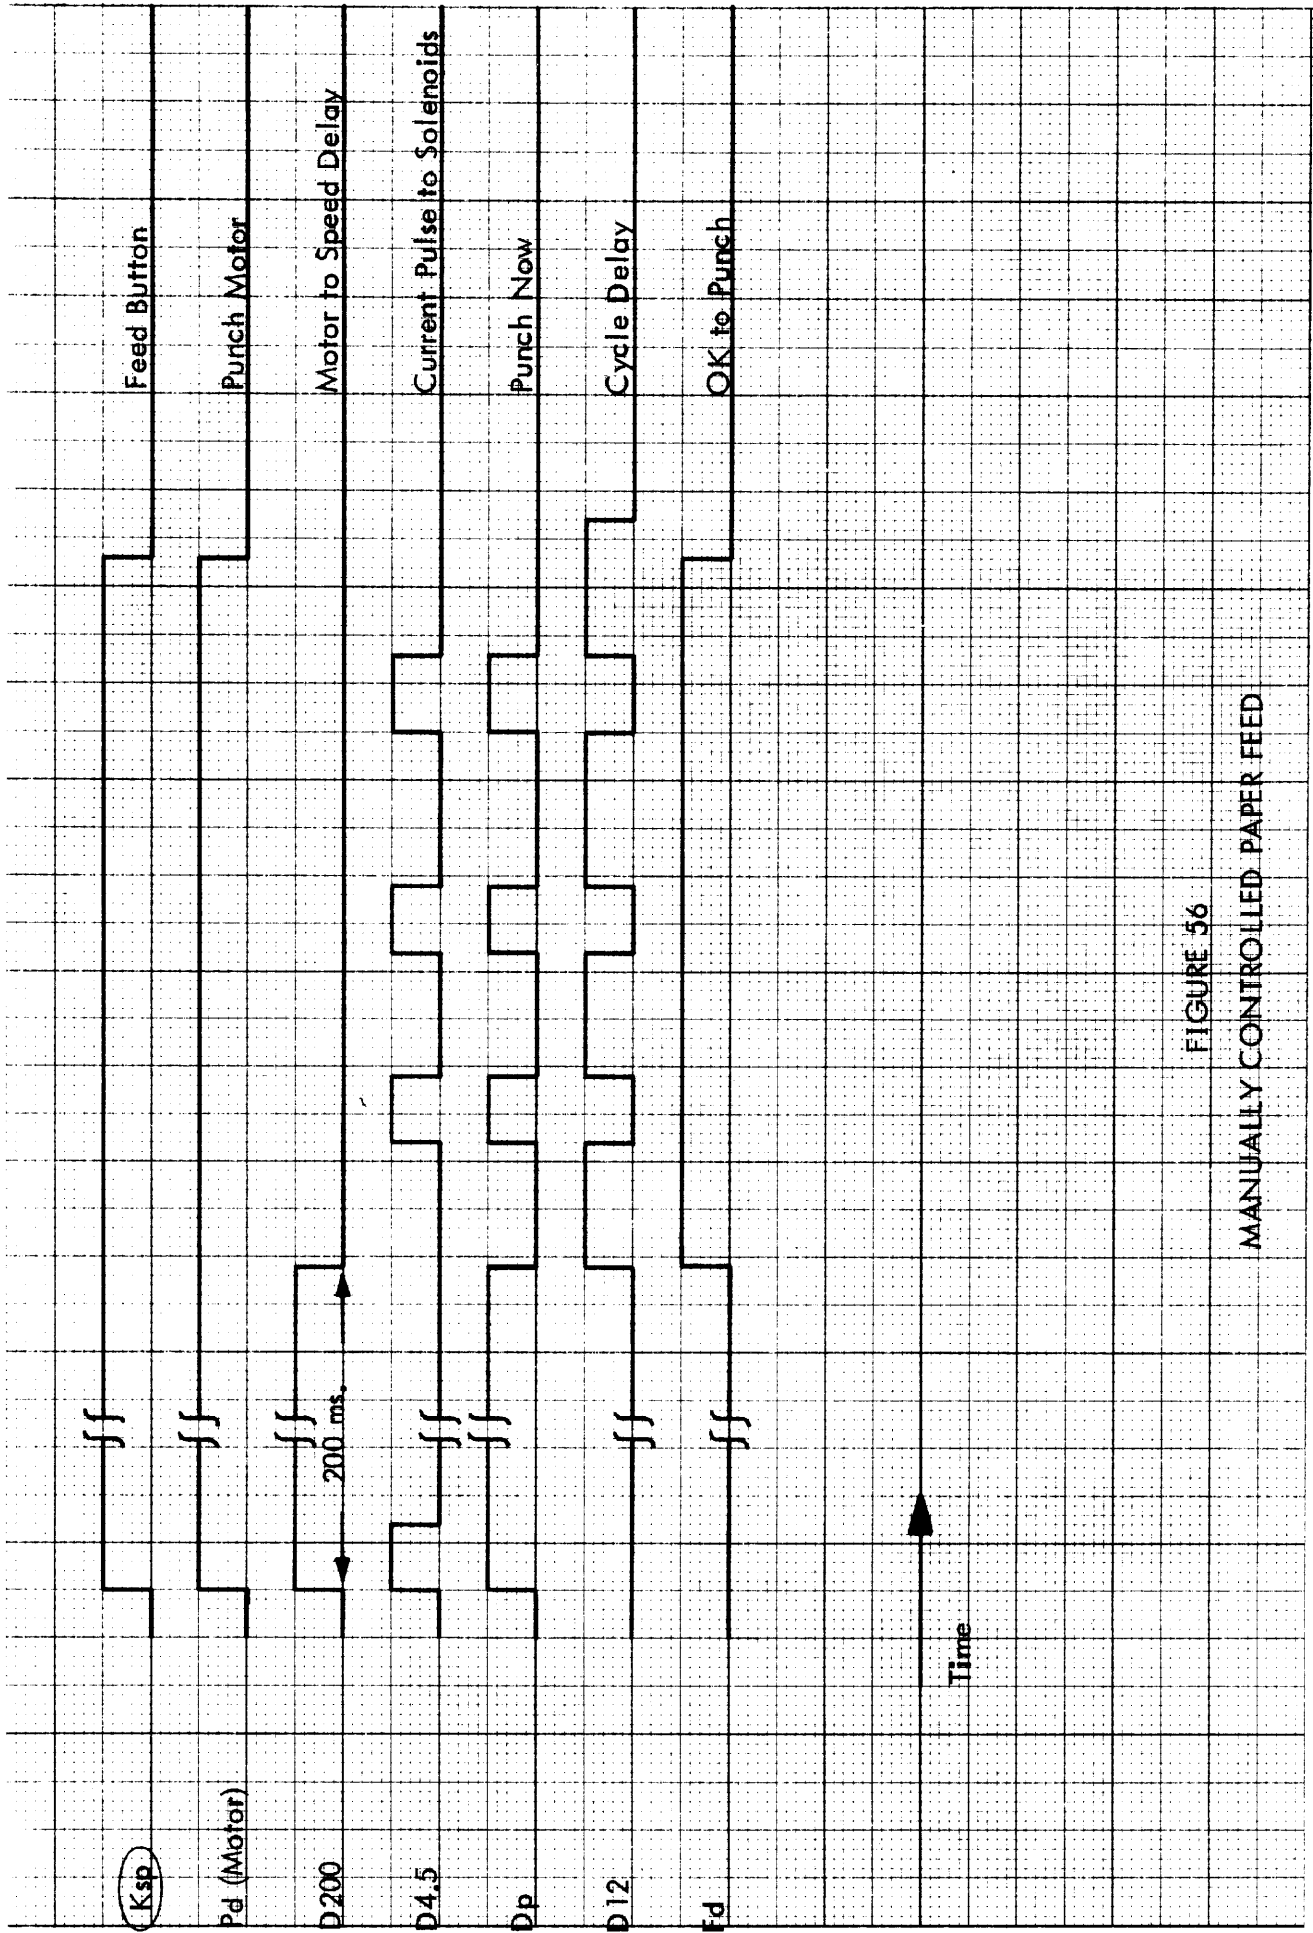 Ksp
Feed Button
Pd (Motor)
Punch Motor
D200
200 ms.
Motor to Speed Delay
D4.5
Current Pulse to Solenoids
Dp
Punch Now
D12
Cycle Delay
Fd
OK to Punch
Time
FIGURE 56
MANUALLY CONTROLLED PAPER FEED